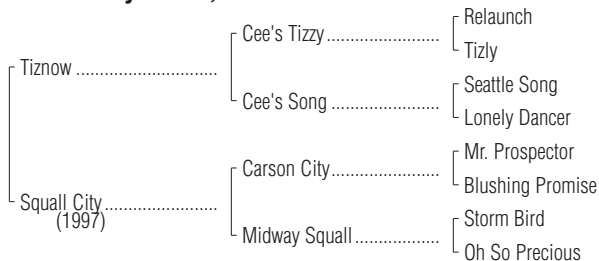 Relaunch
Cee's Tizzy
Tizly
Tiznow
Seattle Song
Cee's Song
Lonely Dancer
Mr. Prospector
Carson City
Blushing Promise
Squall City
(1997)
Storm Bird
Midway Squall
Oh So Precious